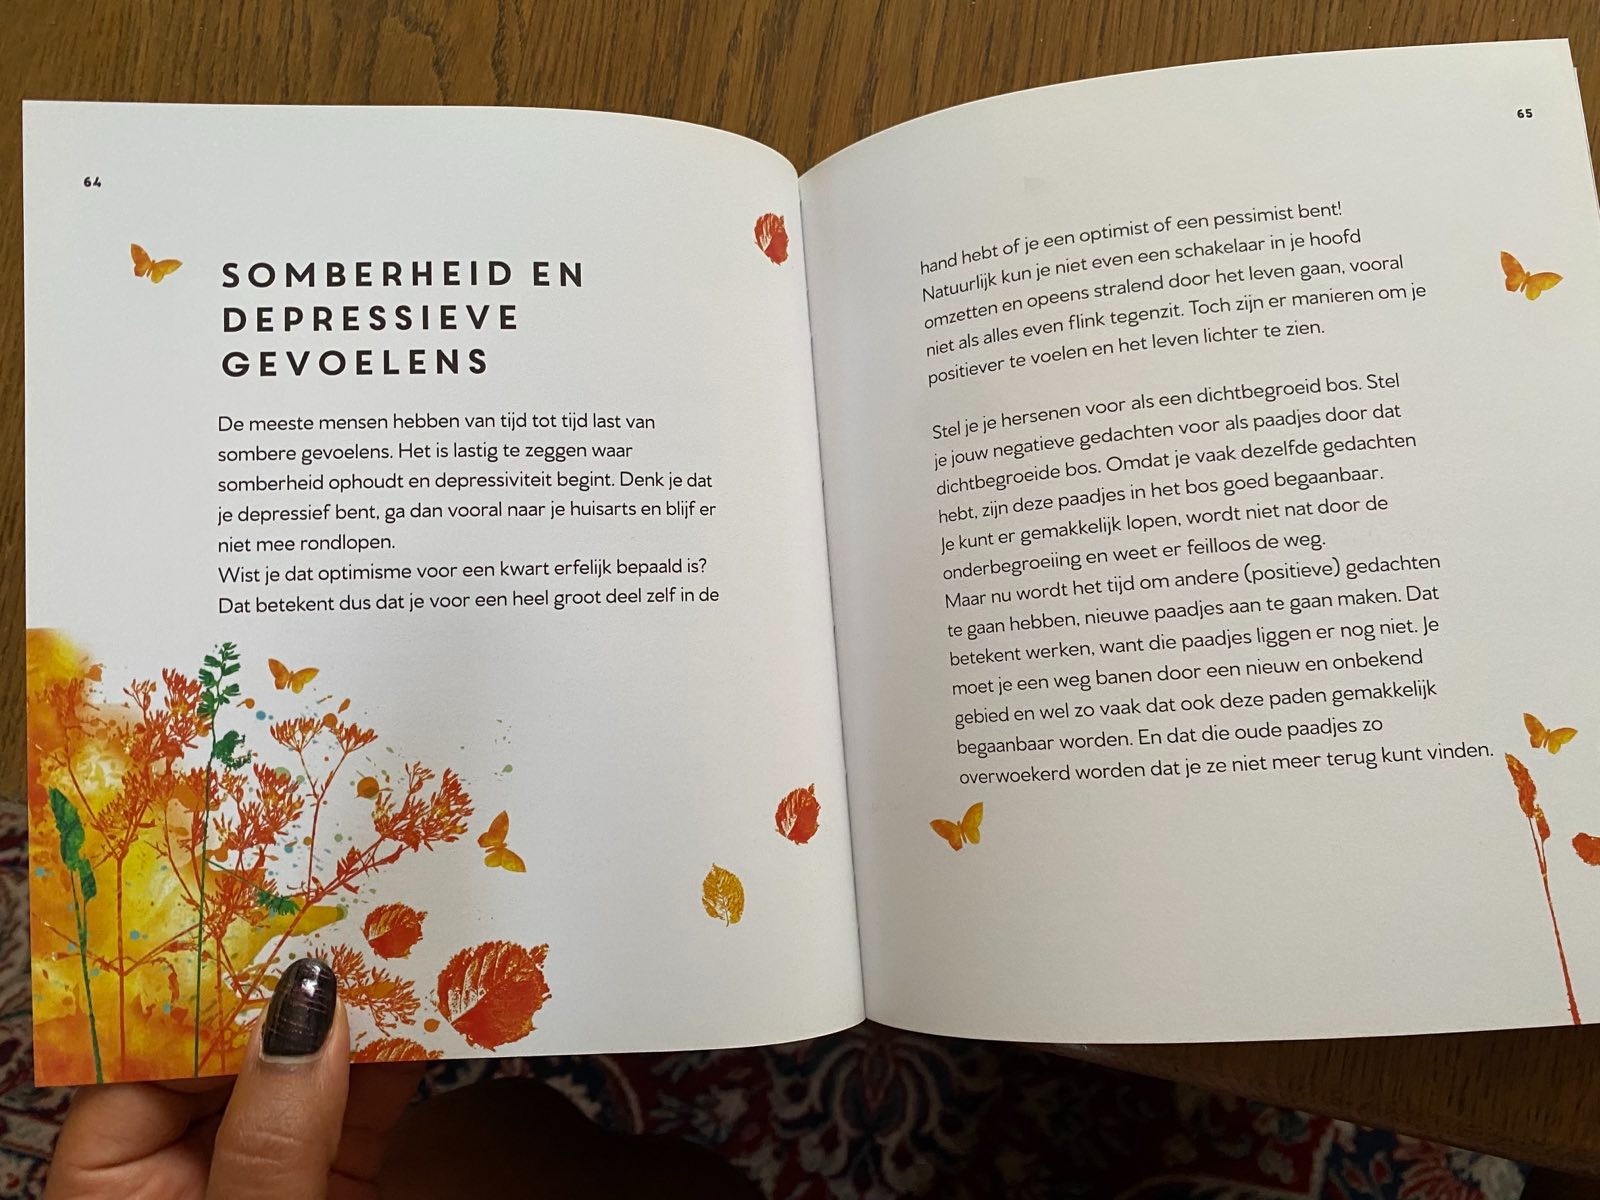 64
SOMBERHEID EN
DEPRESSIEVE
GEVOELENS
De meeste mensen hebben van tijd tot tijd last van
sombere gevoelens. Het is lastig te zeggen waar
somberheid ophoudt en depressiviteit begint. Denk je dat
je depressief bent, ga dan vooral naar je huisarts en blijf er
niet mee rondlopen.
Wist je dat optimisme voor een kwart erfelijk bepaald is?
Dat betekent dus dat je voor een heel groot deel zelf in de
65
hand hebt of je een optimist of een pessimist bent!
Natuurlijk kun je niet even een schakelaar in je hoofd
omzetten en opeens stralend door het leven gaan, vooral
niet als alles even flink tegenzit. Toch zijn er manieren om je
positiever te voelen en het leven lichter te zien.
Stel je je hersenen voor als een dichtbegroeid bos. Stel
je jouw negatieve gedachten voor als paadjes door dat
dichtbegroeide bos. Omdat je vaak dezelfde gedachten
hebt, zijn deze paadjes in het bos goed begaanbaar.
Je kunt er gemakkelijk lopen, wordt niet nat door de
onderbegroeiing en weet er feilloos de weg.
Maar nu wordt het tijd om andere (positieve) gedachten
te gaan hebben, nieuwe paadjes aan te gaan maken. Dat
betekent werken, want die paadjes liggen er nog niet. Je
moet je een weg banen door een nieuw en onbekend
gebied en wel zo vaak dat ook deze paden gemakkelijk
begaanbaar worden. En dat die oude paadjes zo
overwoekerd worden dat je ze niet meer terug kunt vinden.